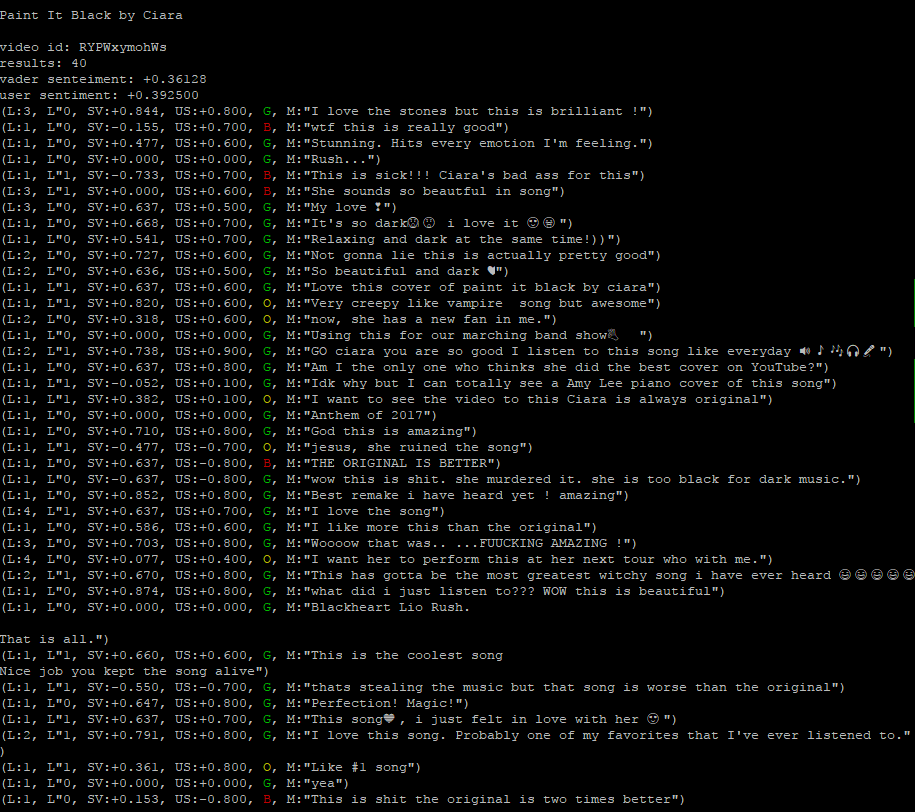 Paint It Black by Ciara
video id: RYPWxymohWs
results: 40
vader senteiment: +0.36128
user sentiment: +0.392500
(L:3, L"0, SV:+0.844, US:+0.800, G, M:"I love the stones but this is brilliant !")
(L:1, L"0, SV:-0.155, US:+0.700, B, M:"wtf this is really good")
(L:1, L"0, SV:+0.477, US:+0.600, G, M:"Stunning. Hits every emotion I'm feeling.")
(L:1, L"0, SV:+0.000, US:+0.000, G, M:"Rush...")
(L:1, L"1, SV:-0.733, US:+0.700, B, M:"This is sick!!! Ciara's bad ass for this")
(L:3, L"0, SV:+0.000, US:+0.600, B, M:"She sounds so beautful in song")
(L:3, L"0, SV:+0.637, US:+0.500, G, M:"My love ❣")
(L:1, L"0, SV:+0.668, US:+0.700, G, M:"It's so dark i love it ")
(L:1, L"0, SV:+0.541, US:+0.700, G, M:"Relaxing and dark at the same time!))")
(L:2, L"0, SV:+0.727, US:+0.600, G, M:"Not gonna lie this is actually pretty good")
(L:2, L"0, SV:+0.636, US:+0.500, G, M:"So beautiful and dark ")
(L:1, L"1, SV:+0.637, US:+0.600, G, M:"Love this cover of paint it black by ciara")
(L:1, L"1, SV:+0.820, US:+0.600, O, M:"Very creepy like vampire  song but awesome")
(L:2, L"0, SV:+0.318, US:+0.600, O, M:"now, she has a new fan in me.")
(L:1, L"0, SV:+0.000, US:+0.000, G, M:"Using this for our marching band show   ")
(L:2, L"1, SV:+0.738, US:+0.900, G, M:"GO ciara you are so good I listen to this song like everyday 🔊🎵🎶🎧🎤")
(L:1, L"0, SV:+0.637, US:+0.800, G, M:"Am I the only one who thinks she did the best cover on YouTube?")
(L:1, L"1, SV:-0.052, US:+0.100, G, M:"Idk why but I can totally see a Amy Lee piano cover of this song")
(L:1, L"1, SV:+0.382, US:+0.100, O, M:"I want to see the video to this Ciara is always original")
(L:1, L"0, SV:+0.000, US:+0.000, G, M:"Anthem of 2017")
(L:1, L"0, SV:+0.710, US:+0.800, G, M:"God this is amazing")
(L:1, L"1, SV:-0.477, US:-0.700, O, M:"jesus, she ruined the song")
(L:1, L"0, SV:+0.637, US:-0.800, B, M:"THE ORIGINAL IS BETTER")
(L:1, L"0, SV:-0.637, US:-0.800, G, M:"wow this is shit. she murdered it. she is too black for dark music.")
(L:1, L"0, SV:+0.852, US:+0.800, G, M:"Best remake i have heard yet ! amazing")
(L:4, L"1, SV:+0.637, US:+0.700, G, M:"I love the song")
(L:1, L"0, SV:+0.586, US:+0.600, G, M:"I like more this than the original")
(L:3, L"0, SV:+0.703, US:+0.800, G, M:"Woooow that was.. ...FUUCKING AMAZING !")
(L:4, L"0, SV:+0.077, US:+0.400, O, M:"I want her to perform this at her next tour who with me.")
(L:2, L"1, SV:+0.670, US:+0.800, G, M:"This has gotta be the most greatest witchy song i have ever heard 
(L:1, L"0, SV:+0.874, US:+0.800, G, M:"what did i just listen to??? WOW this is beautiful")
(L:1, L"1, SV:+0.000, US:+0.000, G, M:"Blackheart Lio Rush.
That is all.")
(L:1, L"1, SV:+0.660, US:+0.600, G, M:"This is the coolest song
Nice job you kept the song alive")
(L:1, L"1, SV:-0.550, US:-0.700, G, M:"thats stealing the music but that song is worse than the original")
(L:1, L"0, SV:+0.647, US:+0.800, G, M:"Perfection! Magic!")
(L:1, L"1, SV:+0.637, US:+0.700, G, M:"This song, i just felt in love with her ")
(L:2, L"1, SV:+0.791, US:+0.800, G, M:"I love this song. Probably one of my favorites that I've ever listened to."
)
(L:1, L"1, SV:+0.361, US:+0.800, O, M:"Like #1 song")
(L:1, L"0, SV:+0.000, US:+0.000, G, M:"yea")
(L:1, L"0, SV:+0.153, US:-0.800, B, M:"This is shit the original is two times better")